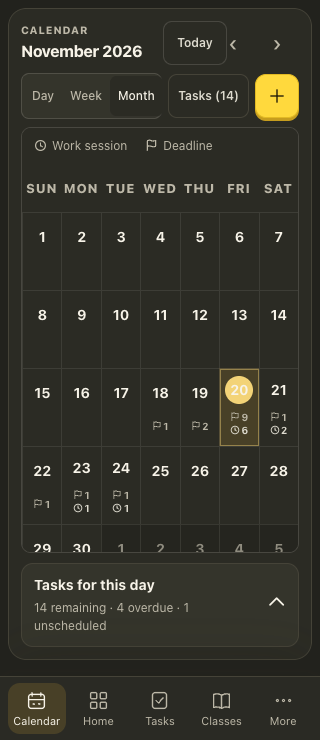 CALENDAR
November 2026
Today
Day Week Month Tasks (14)
Work session Deadline
SUN MON TUE WED THU FRI SAT
1 2 3 4 5 6 7
8 9 10 11 12 13 14
15 16 17 18 19 20 21
1 2 9 1
6 2
22 23 24 25 26 27 28
1 1 1
1 1
29 30 1 2 3 4 5
Tasks for this day
14 remaining · 4 overdue · 1
unscheduled
Calendar Home Tasks Classes More